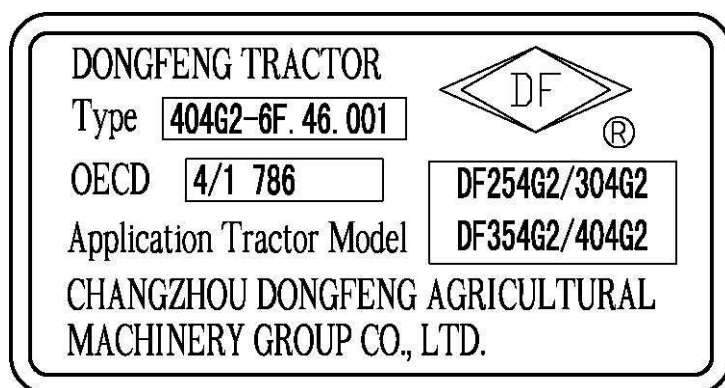 DONGFENG TRACTOR
DF
®
Type 404G2-6F. 46. 001
OECD 4/1 786
DF254G2/304G2
Application Tractor Model DF354G2/404G2
CHANGZHOU DONGFENG AGRICULTURAL
MACHINERY GROUP CO., LTD.